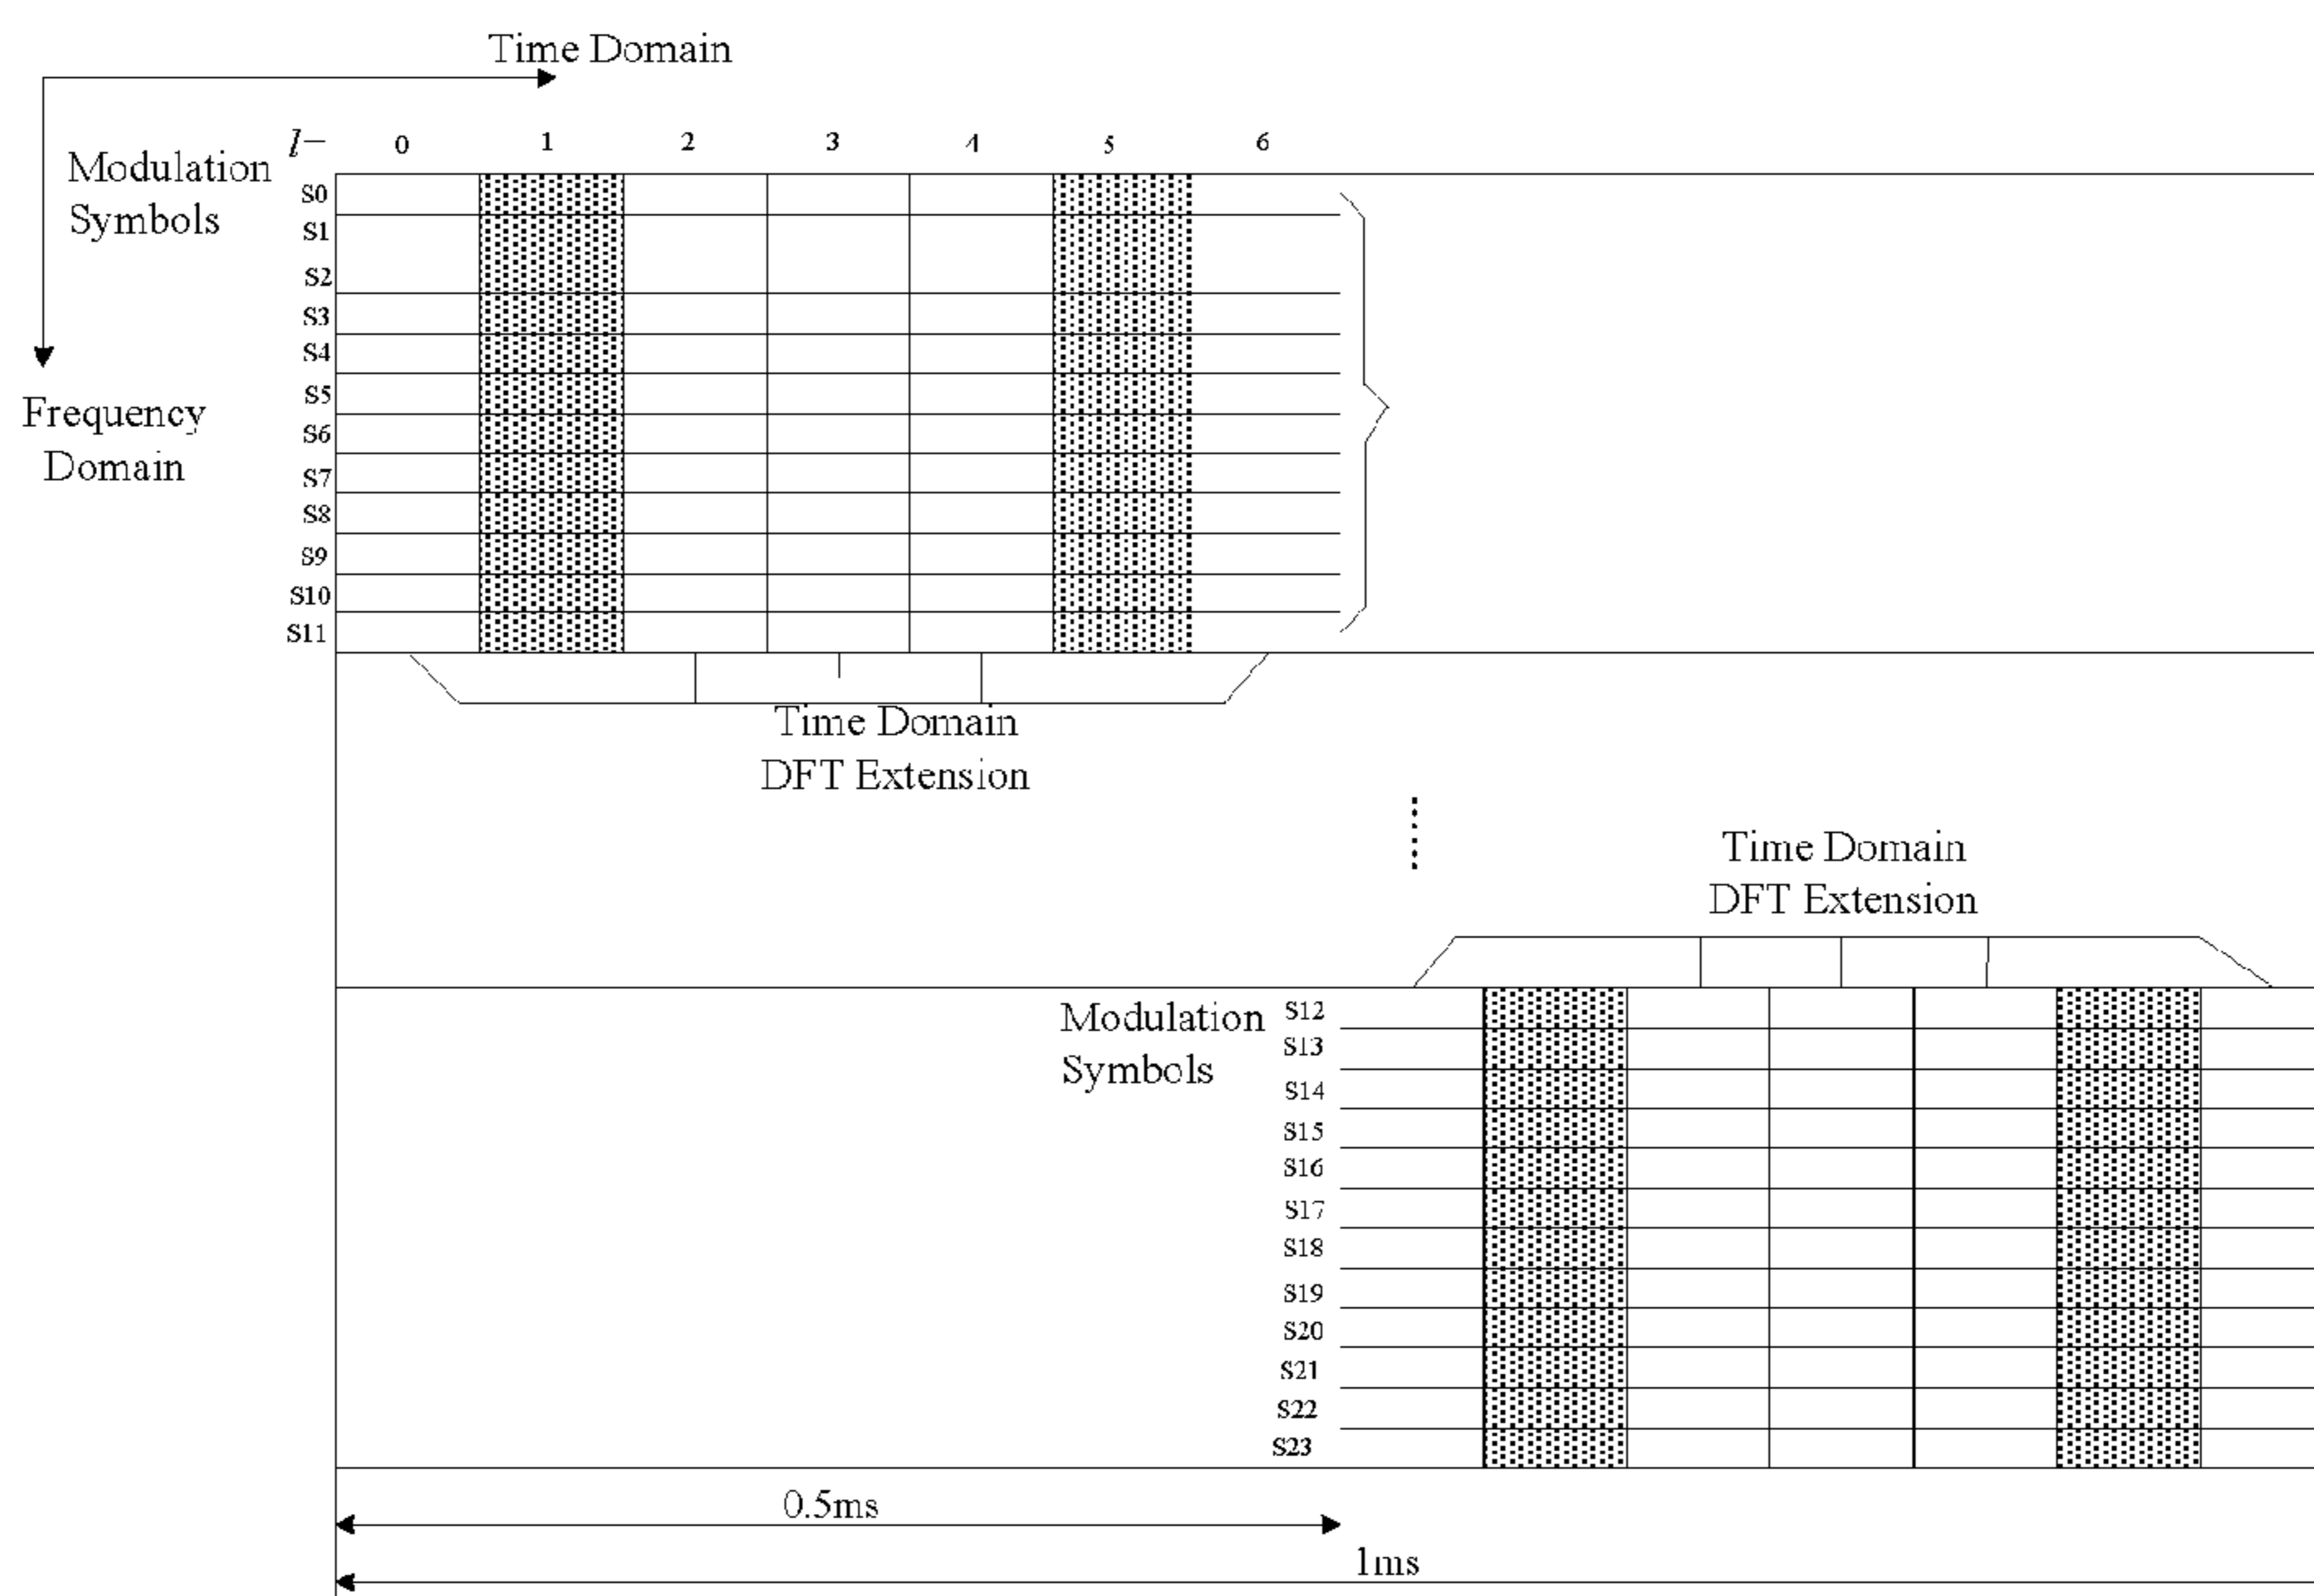 Time Domain
l= 0 1 2 3 4 5 6
Modulation
Symbols
S0
S1
S2
S3
S4
S5
S6
S7
S8
S9
S10
S11
Frequency
Domain
Time Domain
DFT Extension
Time Domain
DFT Extension
Modulation
Symbols
S12
S13
S14
S15
S16
S17
S18
S19
S20
S21
S22
S23
0.5ms
1ms